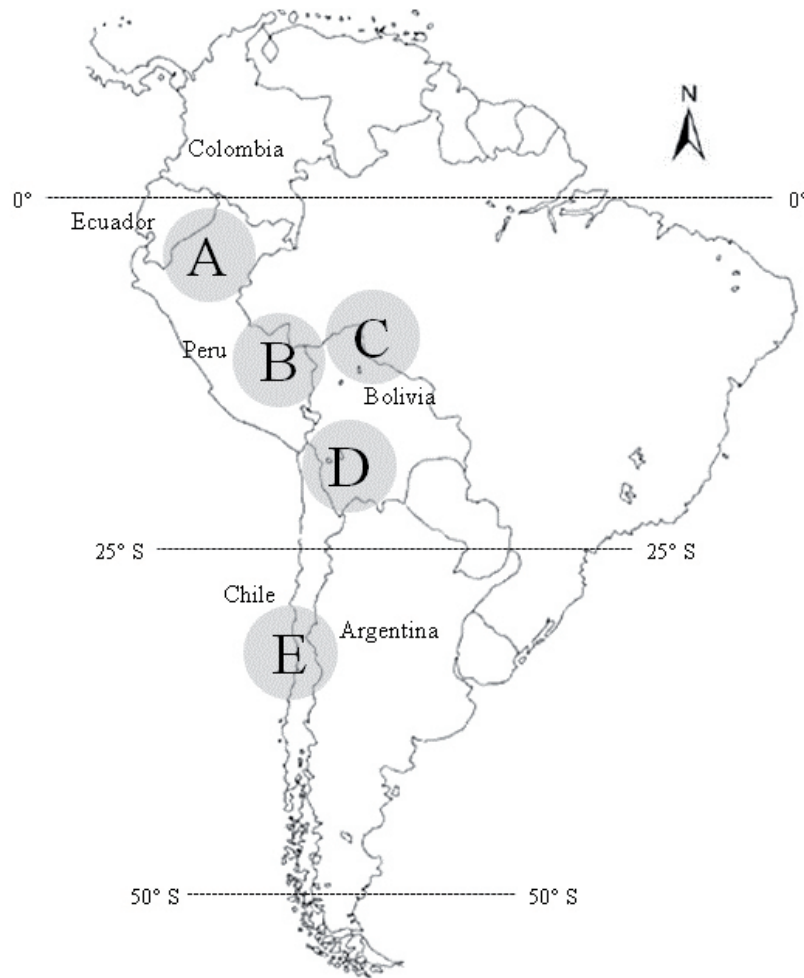 N
Colombia
0° 0°
Ecuador
A
C
Peru
B
Bolivia
D
25° S 25° S
Chile
Argentina
E
50° S 50° S